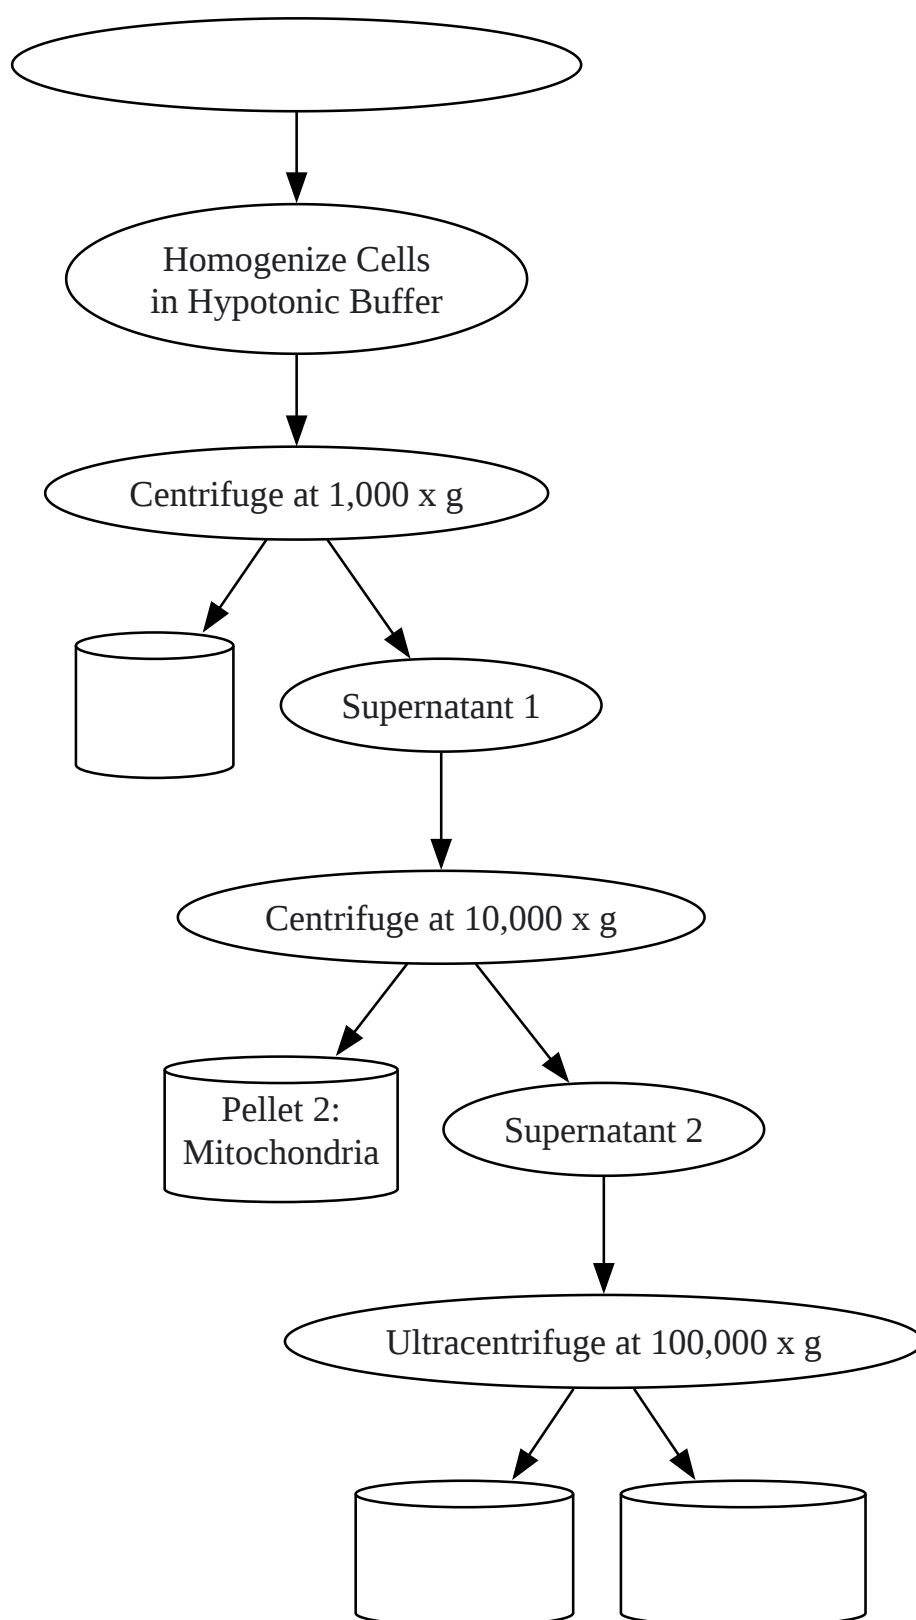 Homogenize Cells
in Hypotonic Buffer
Centrifuge at 1,000 x g
Supernatant 1
Centrifuge at 10,000 x g
Pellet 2:
Mitochondria
Supernatant 2
Ultracentrifuge at 100,000 x g